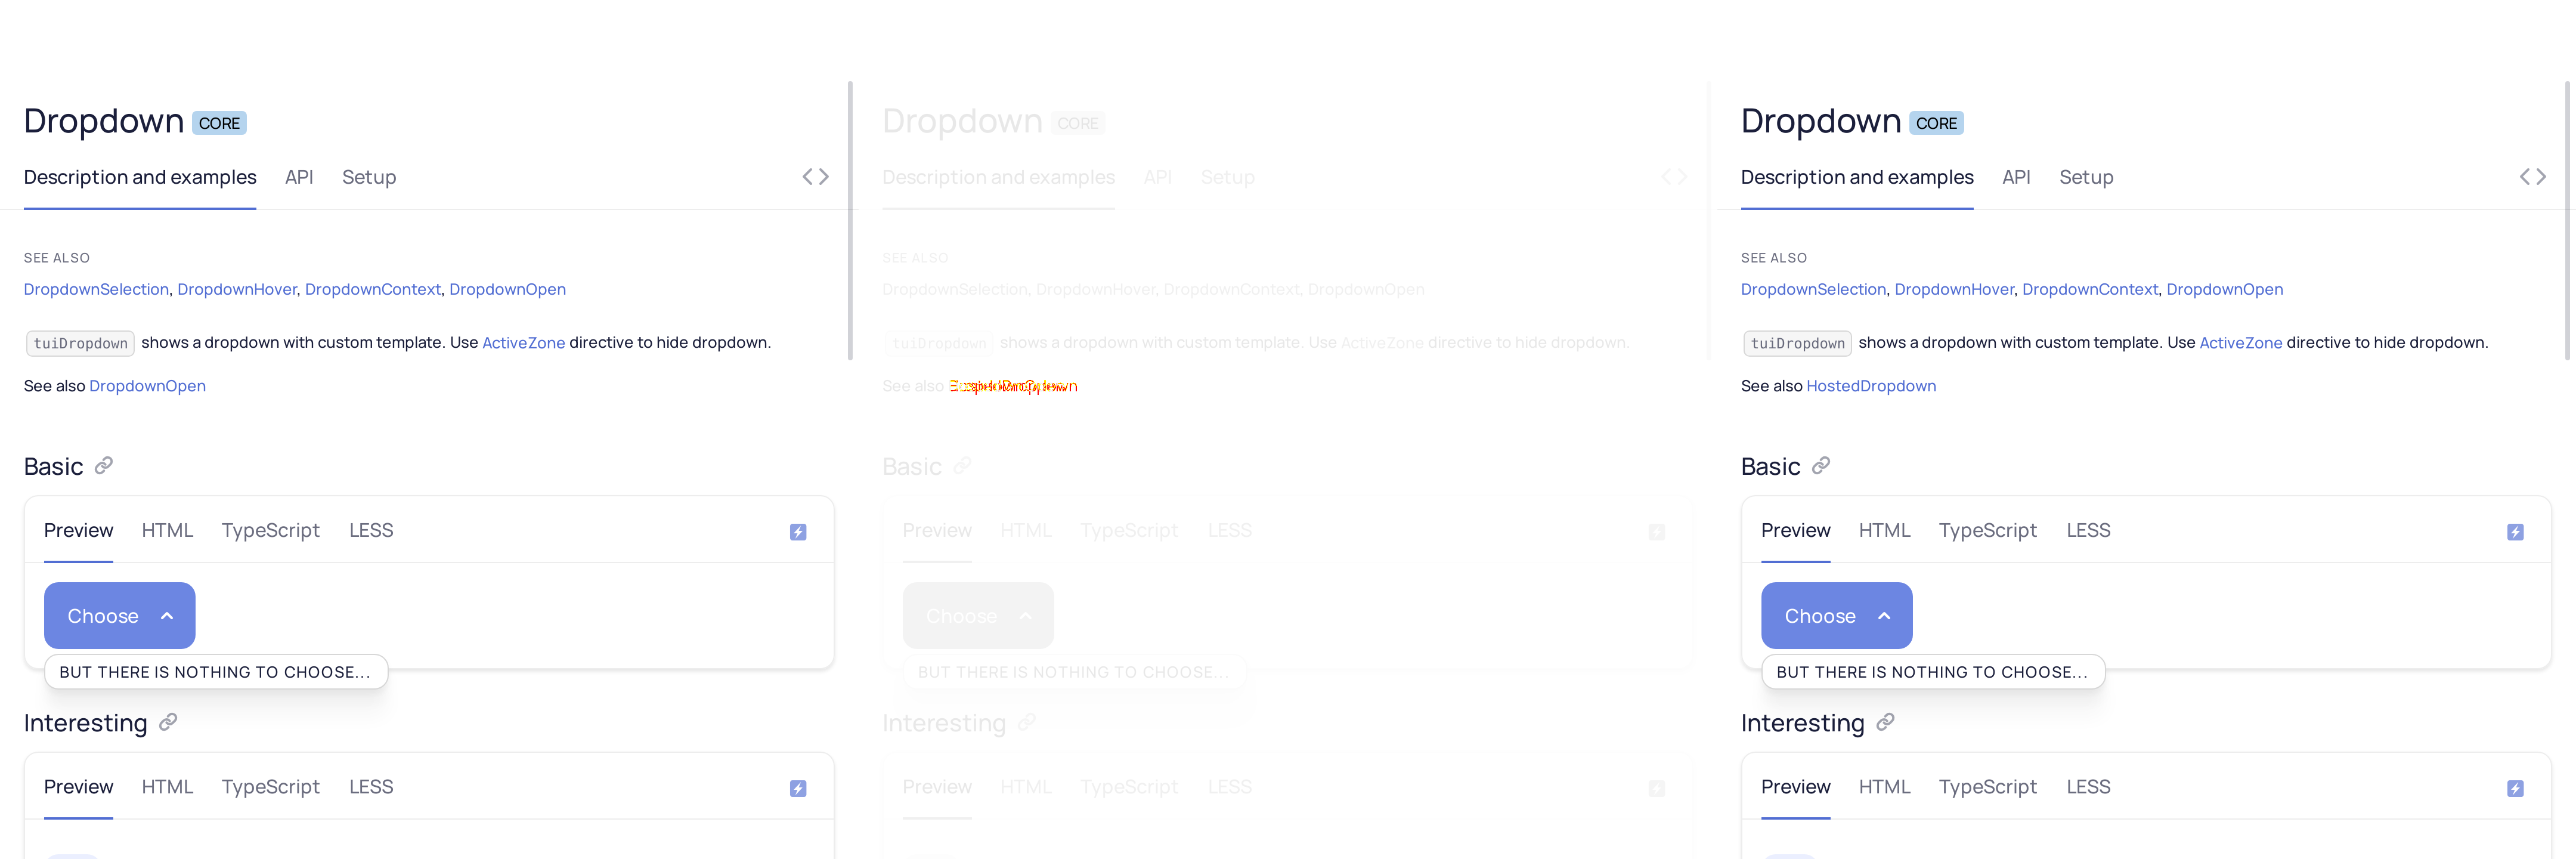 Dropdown CORE
Description and examples API Setup
SEE ALSO
DropdownSelection, DropdownHover, DropdownContext, DropdownOpen
tuiDropdown shows a dropdown with custom template. Use ActiveZone directive to hide dropdown.
See also DropdownOpen
Basic
Preview HTML TypeScript LESS
Choose
BUT THERE IS NOTHING TO CHOOSE...
Interesting
Preview HTML TypeScript LESS
Dropdown CORE
Description and examples API Setup
SEE ALSO
DropdownSelection, DropdownHover, DropdownContext, DropdownOpen
tuiDropdown shows a dropdown with custom template. Use ActiveZone directive to hide dropdown.
See also
Basic
Preview HTML TypeScript LESS
Choose
BUT THERE IS NOTHING TO CHOOSE...
Interesting
Preview HTML TypeScript LESS
Dropdown CORE
Description and examples API Setup
SEE ALSO
DropdownSelection, DropdownHover, DropdownContext, DropdownOpen
tuiDropdown shows a dropdown with custom template. Use ActiveZone directive to hide dropdown.
See also HostedDropdown
Basic
Preview HTML TypeScript LESS
Choose
BUT THERE IS NOTHING TO CHOOSE...
Interesting
Preview HTML TypeScript LESS